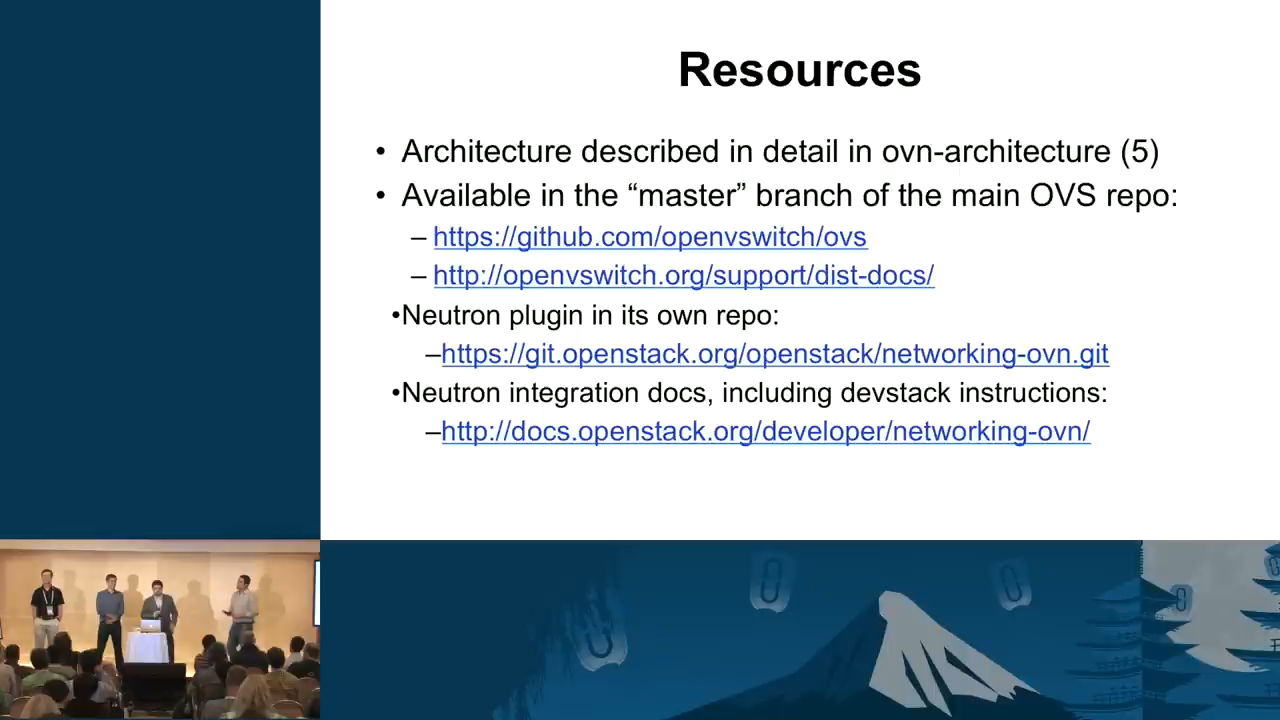 Resources
• Architecture described in detail in ovn-architecture (5)
• Available in the “master” branch of the main OVS repo:
– https://github.com/openvswitch/ovs
– http://openvswitch.org/support/dist-docs/
•Neutron plugin in its own repo:
–https://git.openstack.org/openstack/networking-ovn.git
•Neutron integration docs, including devstack instructions:
–http://docs.openstack.org/developer/networking-ovn/